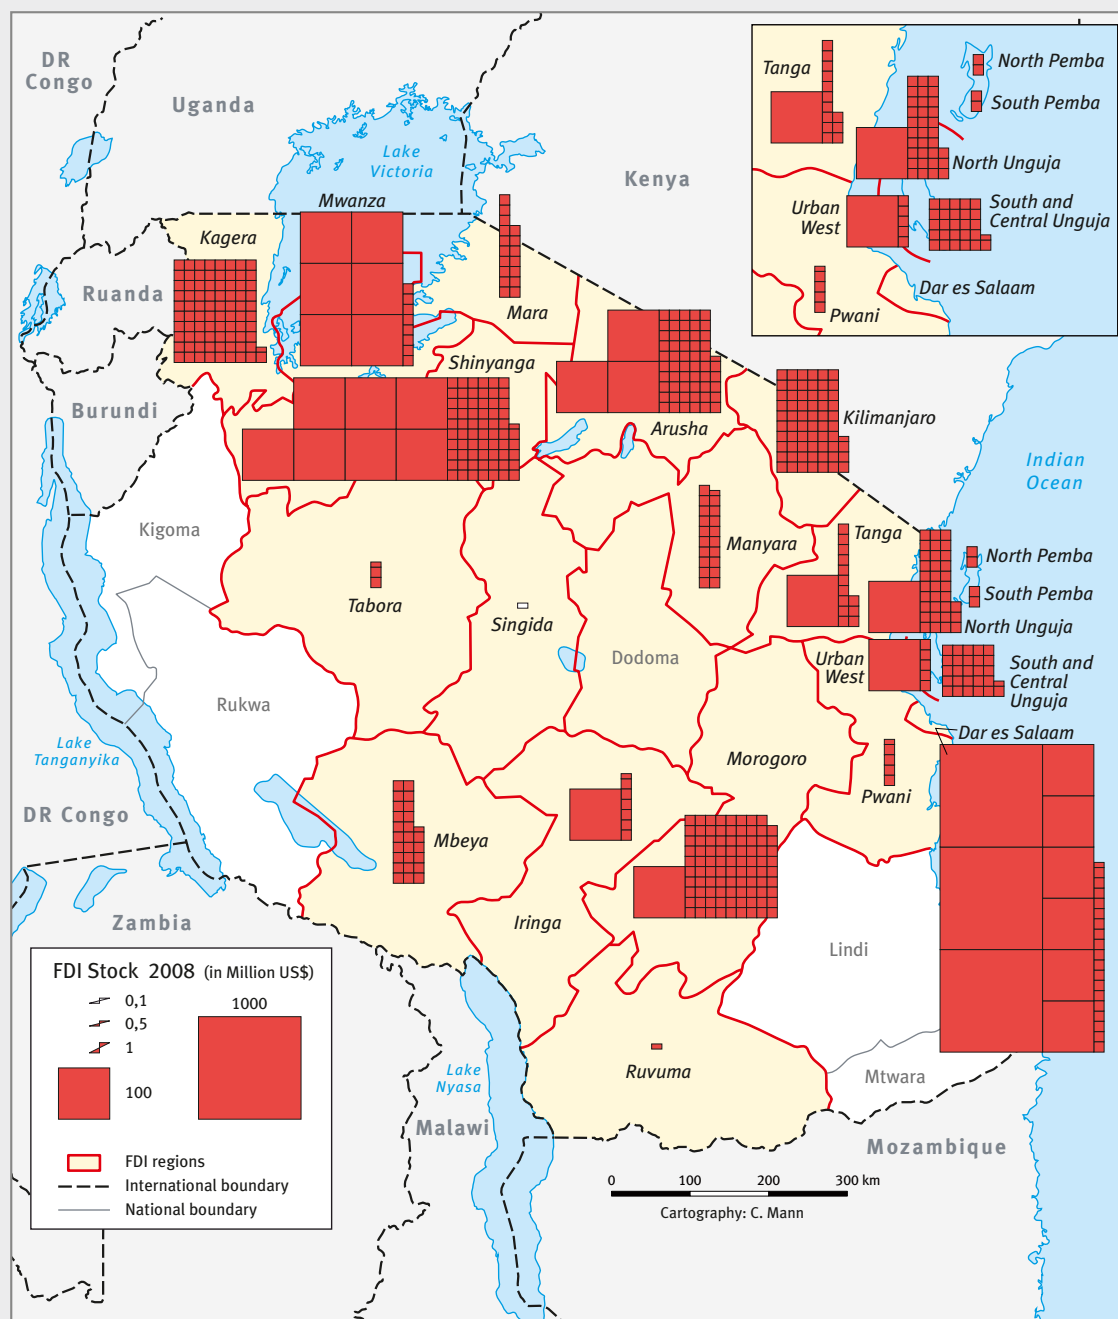 DR
Congo
Uganda
Lake
Victoria
Kenya
Mwanza
Kagera
Ruanda
Mara
Shinyanga
Burundi
Arusha
Kilimanjaro
Indian
Ocean
Kigoma
Tabora
Singida
Manyara
Tanga
North Pemba
South Pemba
North Unguja
Dodoma
Urban
West
South and
Central
Unguja
Rukwa
Lake
Tanganyika
Dar es Salaam
Morogoro
Pwani
DR Congo
Mbeya
Zambia
Iringa
Lindi
Ruvuma
Mtwara
Lake
Nyasa
Malawi
Mozambique
Tanga
North Pemba
South Pemba
North Unguja
Urban
West
South and
Central Unguja
Dar es Salaam
Pwani
FDI Stock 2008 (in Million US$)
0,1
0,5
1
100
1000
FDI regions
International boundary
National boundary
0 100 200 300 km
Cartography: C. Mann